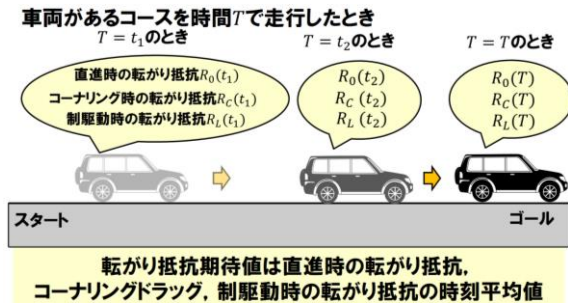 車両があるコースを時間Tで走行したとき
T = t₁のとき
T = t₂のとき
T = Tのとき
直進時の転がり抵抗R₀(t₁)
コーナリング時の転がり抵抗R_C(t₁)
制駆動時の転がり抵抗R_L(t₁)
R₀(t₂)
R_C (t₂)
R_L (t₂)
R₀(T)
R_C(T)
R_L(T)
スタート
ゴール
転がり抵抗期待値は直進時の転がり抵抗,
コーナリングドラッグ, 制駆動時の転がり抵抗の時刻平均値